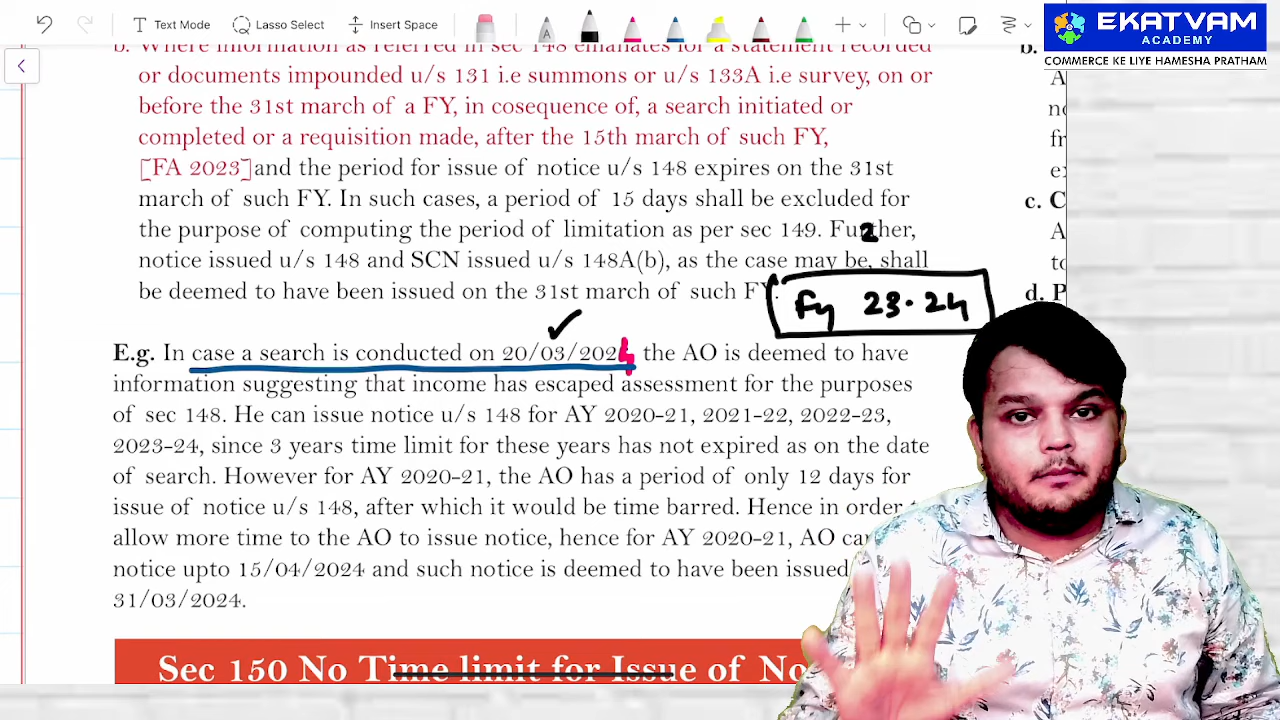 Text Mode
Lasso Select
Insert Space
EKATVAM
ACADEMY
COMMERCE KE LIYE HAMESHA PRATHAM
b. Where information as referred in sec 148 emanates for a statement recorded
or documents impounded u/s 131 i.e summons or u/s 133A i.e survey, on or
before the 31st march of a FY, in cosequence of, a search initiated or
completed or a requisition made, after the 15th march of such FY,
[FA 2023] and the period for issue of notice u/s 148 expires on the 31st
march of such FY. In such cases, a period of 15 days shall be excluded for
the purpose of computing the period of limitation as per sec 149. Further,
notice issued u/s 148 and SCN issued u/s 148A(b), as the case may be, shall
be deemed to have been issued on the 31st march of such FY.
2
Fy 23-24
E.g. In case a search is conducted on 20/03/2024 the AO is deemed to have
information suggesting that income has escaped assessment for the purposes
of sec 148. He can issue notice u/s 148 for AY 2020-21, 2021-22, 2022-23,
2023-24, since 3 years time limit for these years has not expired as on the date
of search. However for AY 2020-21, the AO has a period of only 12 days for
issue of notice u/s 148, after which it would be time barred. Hence in order
allow more time to the AO to issue notice, hence for AY 2020-21, AO
notice upto 15/04/2024 and such notice is deemed to have been issued
31/03/2024.
Sec 150 No Time limit for Issue of
b.
A
c. C
A
d. P